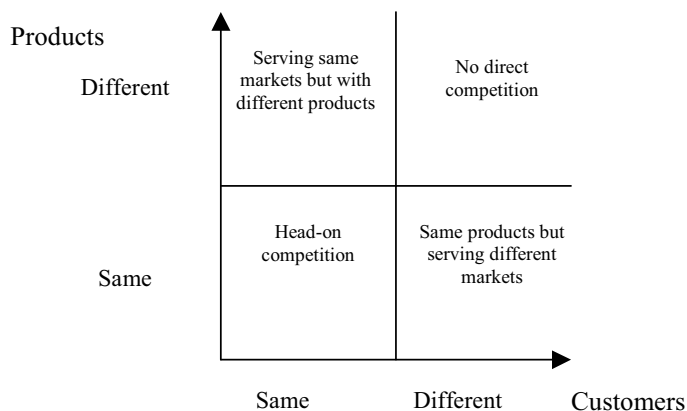 Products
Different
Serving same
markets but with
different products
No direct
competition
Same
Head-on
competition
Same products but
serving different
markets
Same
Different
Customers